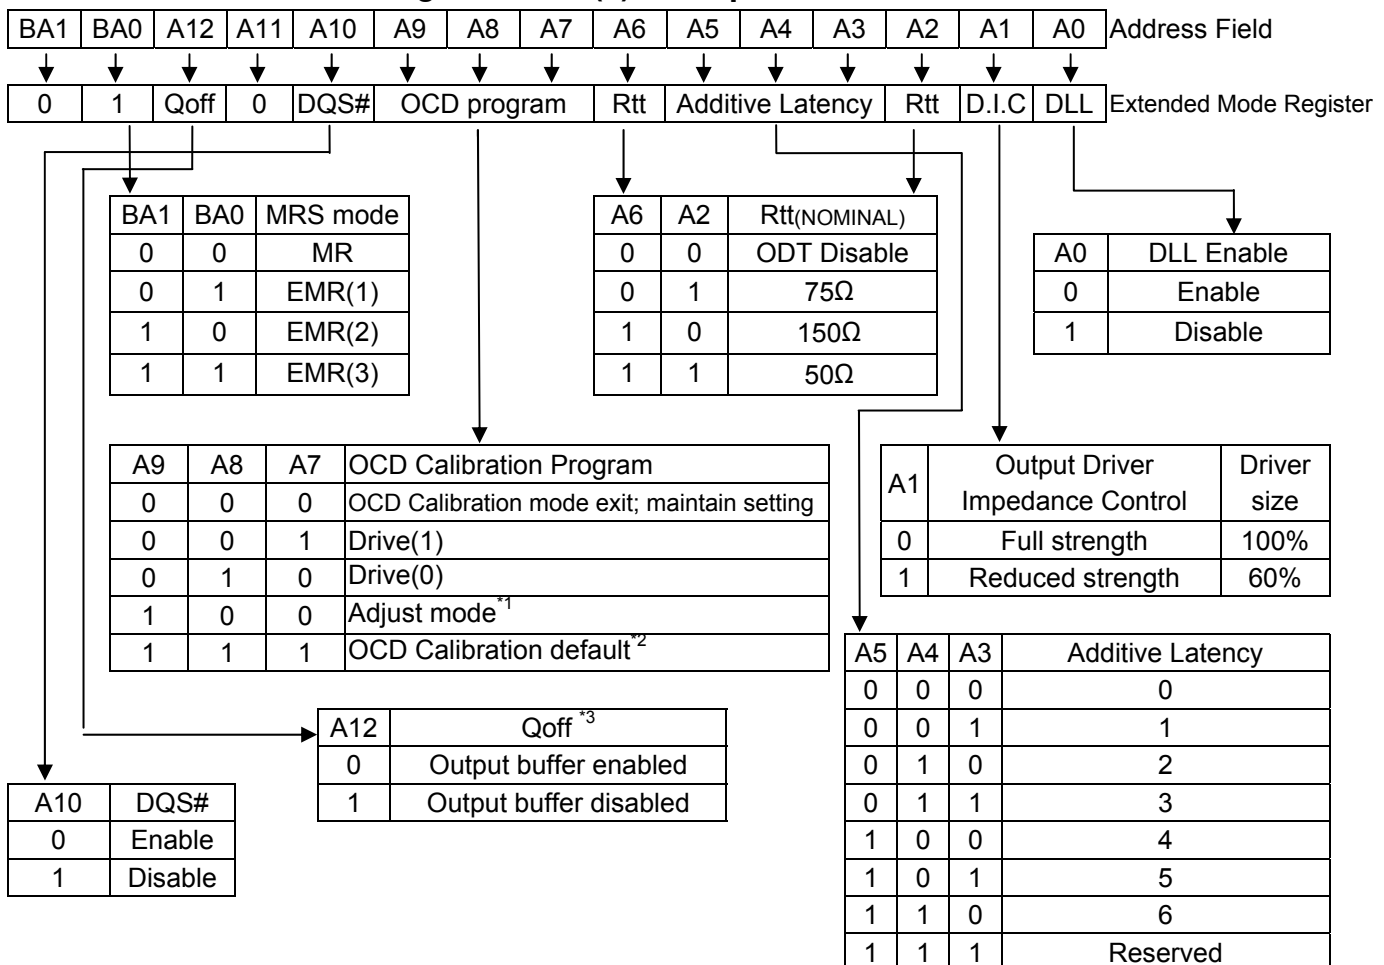 BA1 BA0 A12 A11 A10 A9 A8 A7 A6 A5 A4 A3 A2 A1 A0 Address Field
0 1 Qoff 0 DQS# OCD program Rtt Additive Latency Rtt D.I.C DLL Extended Mode Register
BA1 BA0 MRS mode
0 0 MR
0 1 EMR(1)
1 0 EMR(2)
1 1 EMR(3)
A6 A2 Rtt(NOMINAL)
0 0 ODT Disable
0 1 75Ω
1 0 150Ω
1 1 50Ω
A0 DLL Enable
0 Enable
1 Disable
A9 A8 A7 OCD Calibration Program
0 0 0 OCD Calibration mode exit; maintain setting
0 0 1 Drive(1)
0 1 0 Drive(0)
1 0 0 Adjust mode*1
1 1 1 OCD Calibration default*2
A1 Output Driver Impedance Control Driver size
0 Full strength 100%
1 Reduced strength 60%
A12 Qoff *3
0 Output buffer enabled
1 Output buffer disabled
A10 DQS#
0 Enable
1 Disable
A5 A4 A3 Additive Latency
0 0 0 0
0 0 1 1
0 1 0 2
0 1 1 3
1 0 0 4
1 0 1 5
1 1 0 6
1 1 1 Reserved